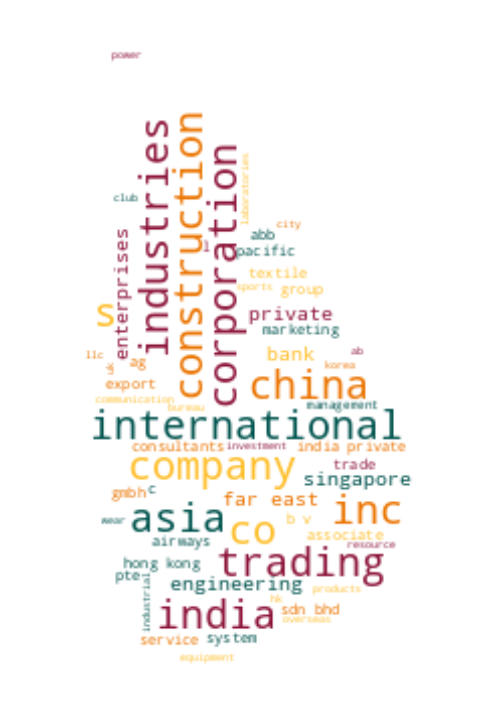 power
industries
construction
corporation
laboratories
club
city
l
abb
enterprises
pacific
textile
sports group
s
private
marketing
llc
ab
bank
uk
ag
korea
export
china
communication
bureau
management
international
consultants investment india private
company
trade
singapore
gmbh c
far east
inc
wear
asia
co
b v
associate
airways
resource
hong kong
trading
pte
industrial
engineering
products
hk
india
sdn bhd
overseas
service system
equipment